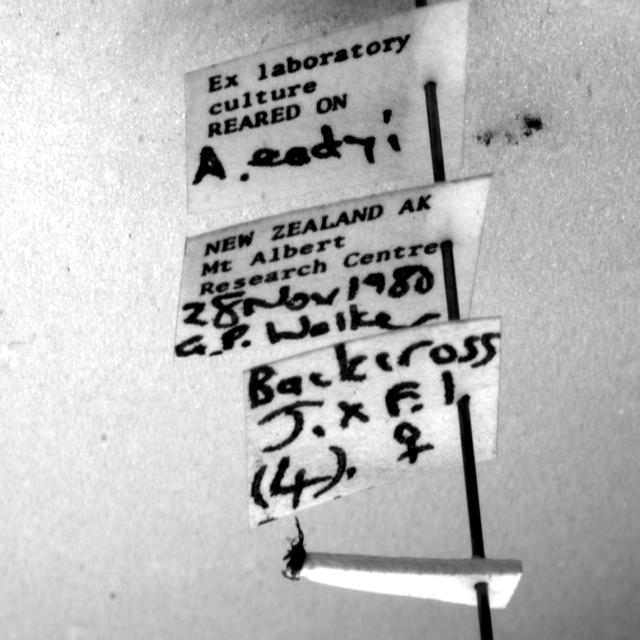 Ex laboratory
culture
REARED ON
A. eadyi
NEW ZEALAND AK
Mt Albert
Research Centre
28 Nov 1980
G.P. Walker
Backcross
J. x F. 1
(4). ♀